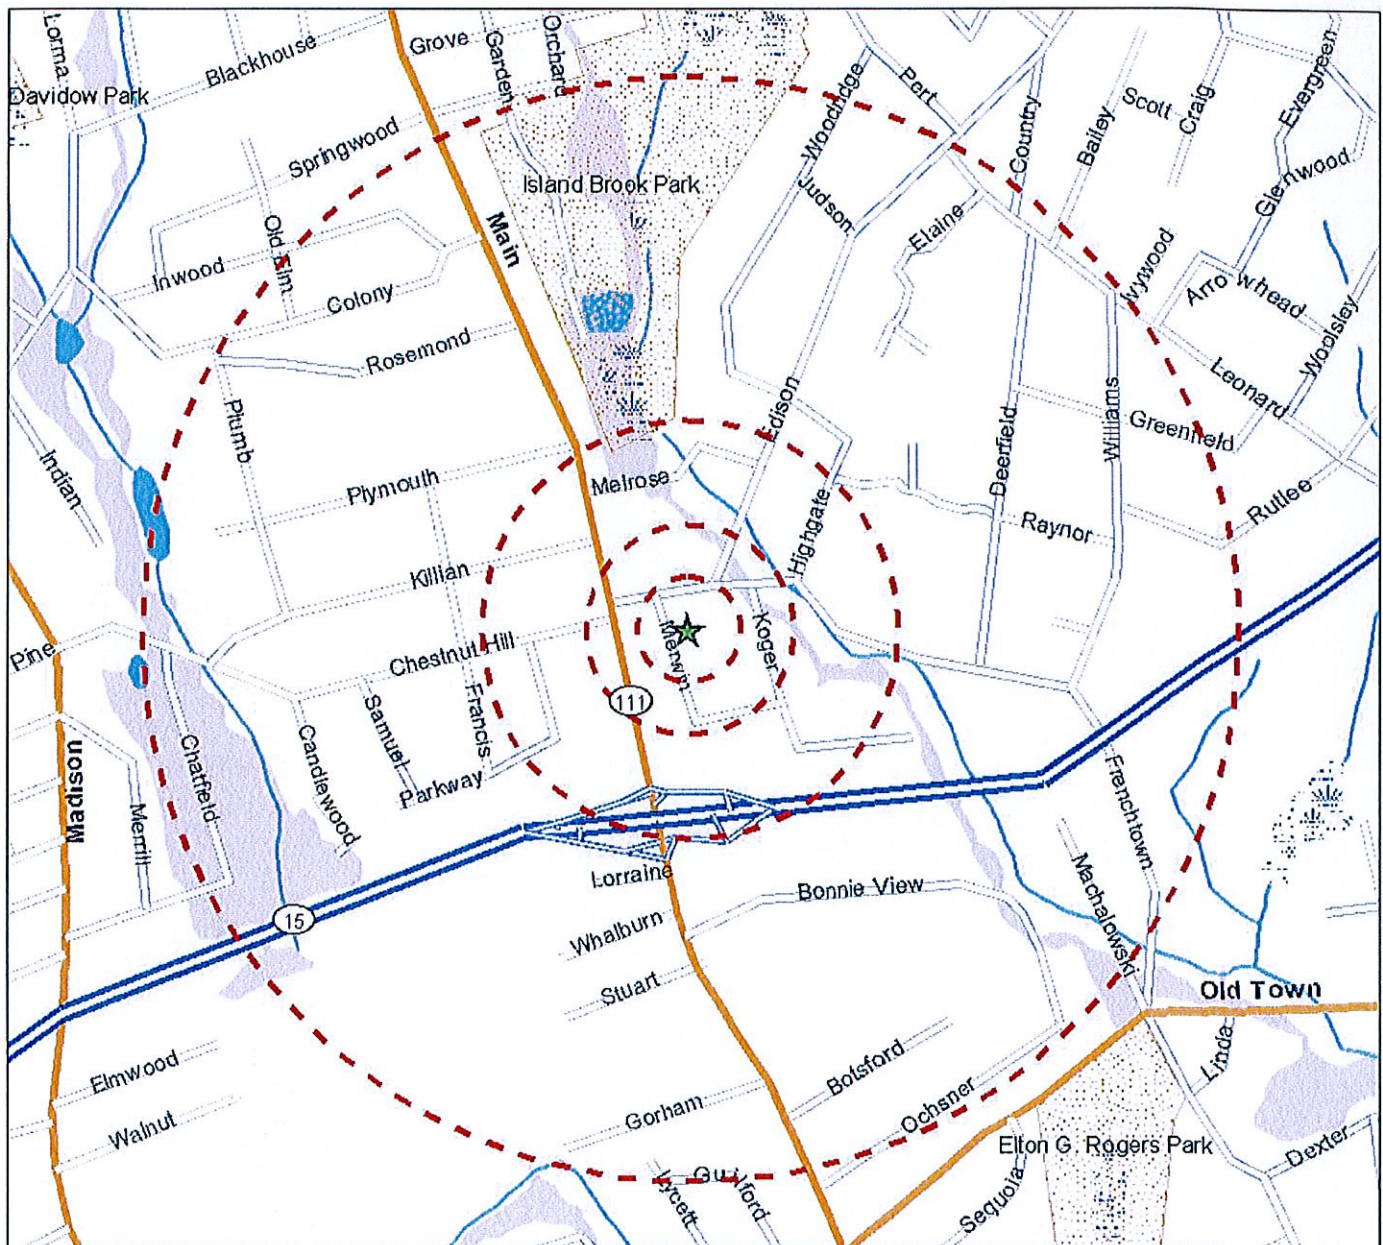 Lorma
Blackhouse
Grove
Garden
Orchard
Davidow Park
Springwood
Island Brook Park
Woodridge
Pert
Country
Bailey
Scott
Craig
Evergreen
Glenwood
Judson
Elaine
Main
Old Elm
Inwood
Colony
Rosemond
Ivywood
Arrowhead
Woolsley
Leonard
Greenfield
Williams
Deerfield
Edison
Plumb
Indian
Plymouth
Melrose
Highgate
Raynor
Rutlee
Killian
Pine
Chestnut Hill
Merwin
Koger
111
Samuel
Francis
Parkway
Candlewood
Chatfield
Madison
Merrill
Frenchtown
Lorraine
Bonnie View
Machalowski
15
Whalburn
Stuart
Old Town
Linda
Elmwood
Walnut
Gorham
Botsford
Ochsner
Elton G. Rogers Park
Dexter
Sequoia
Lycett
Guilford